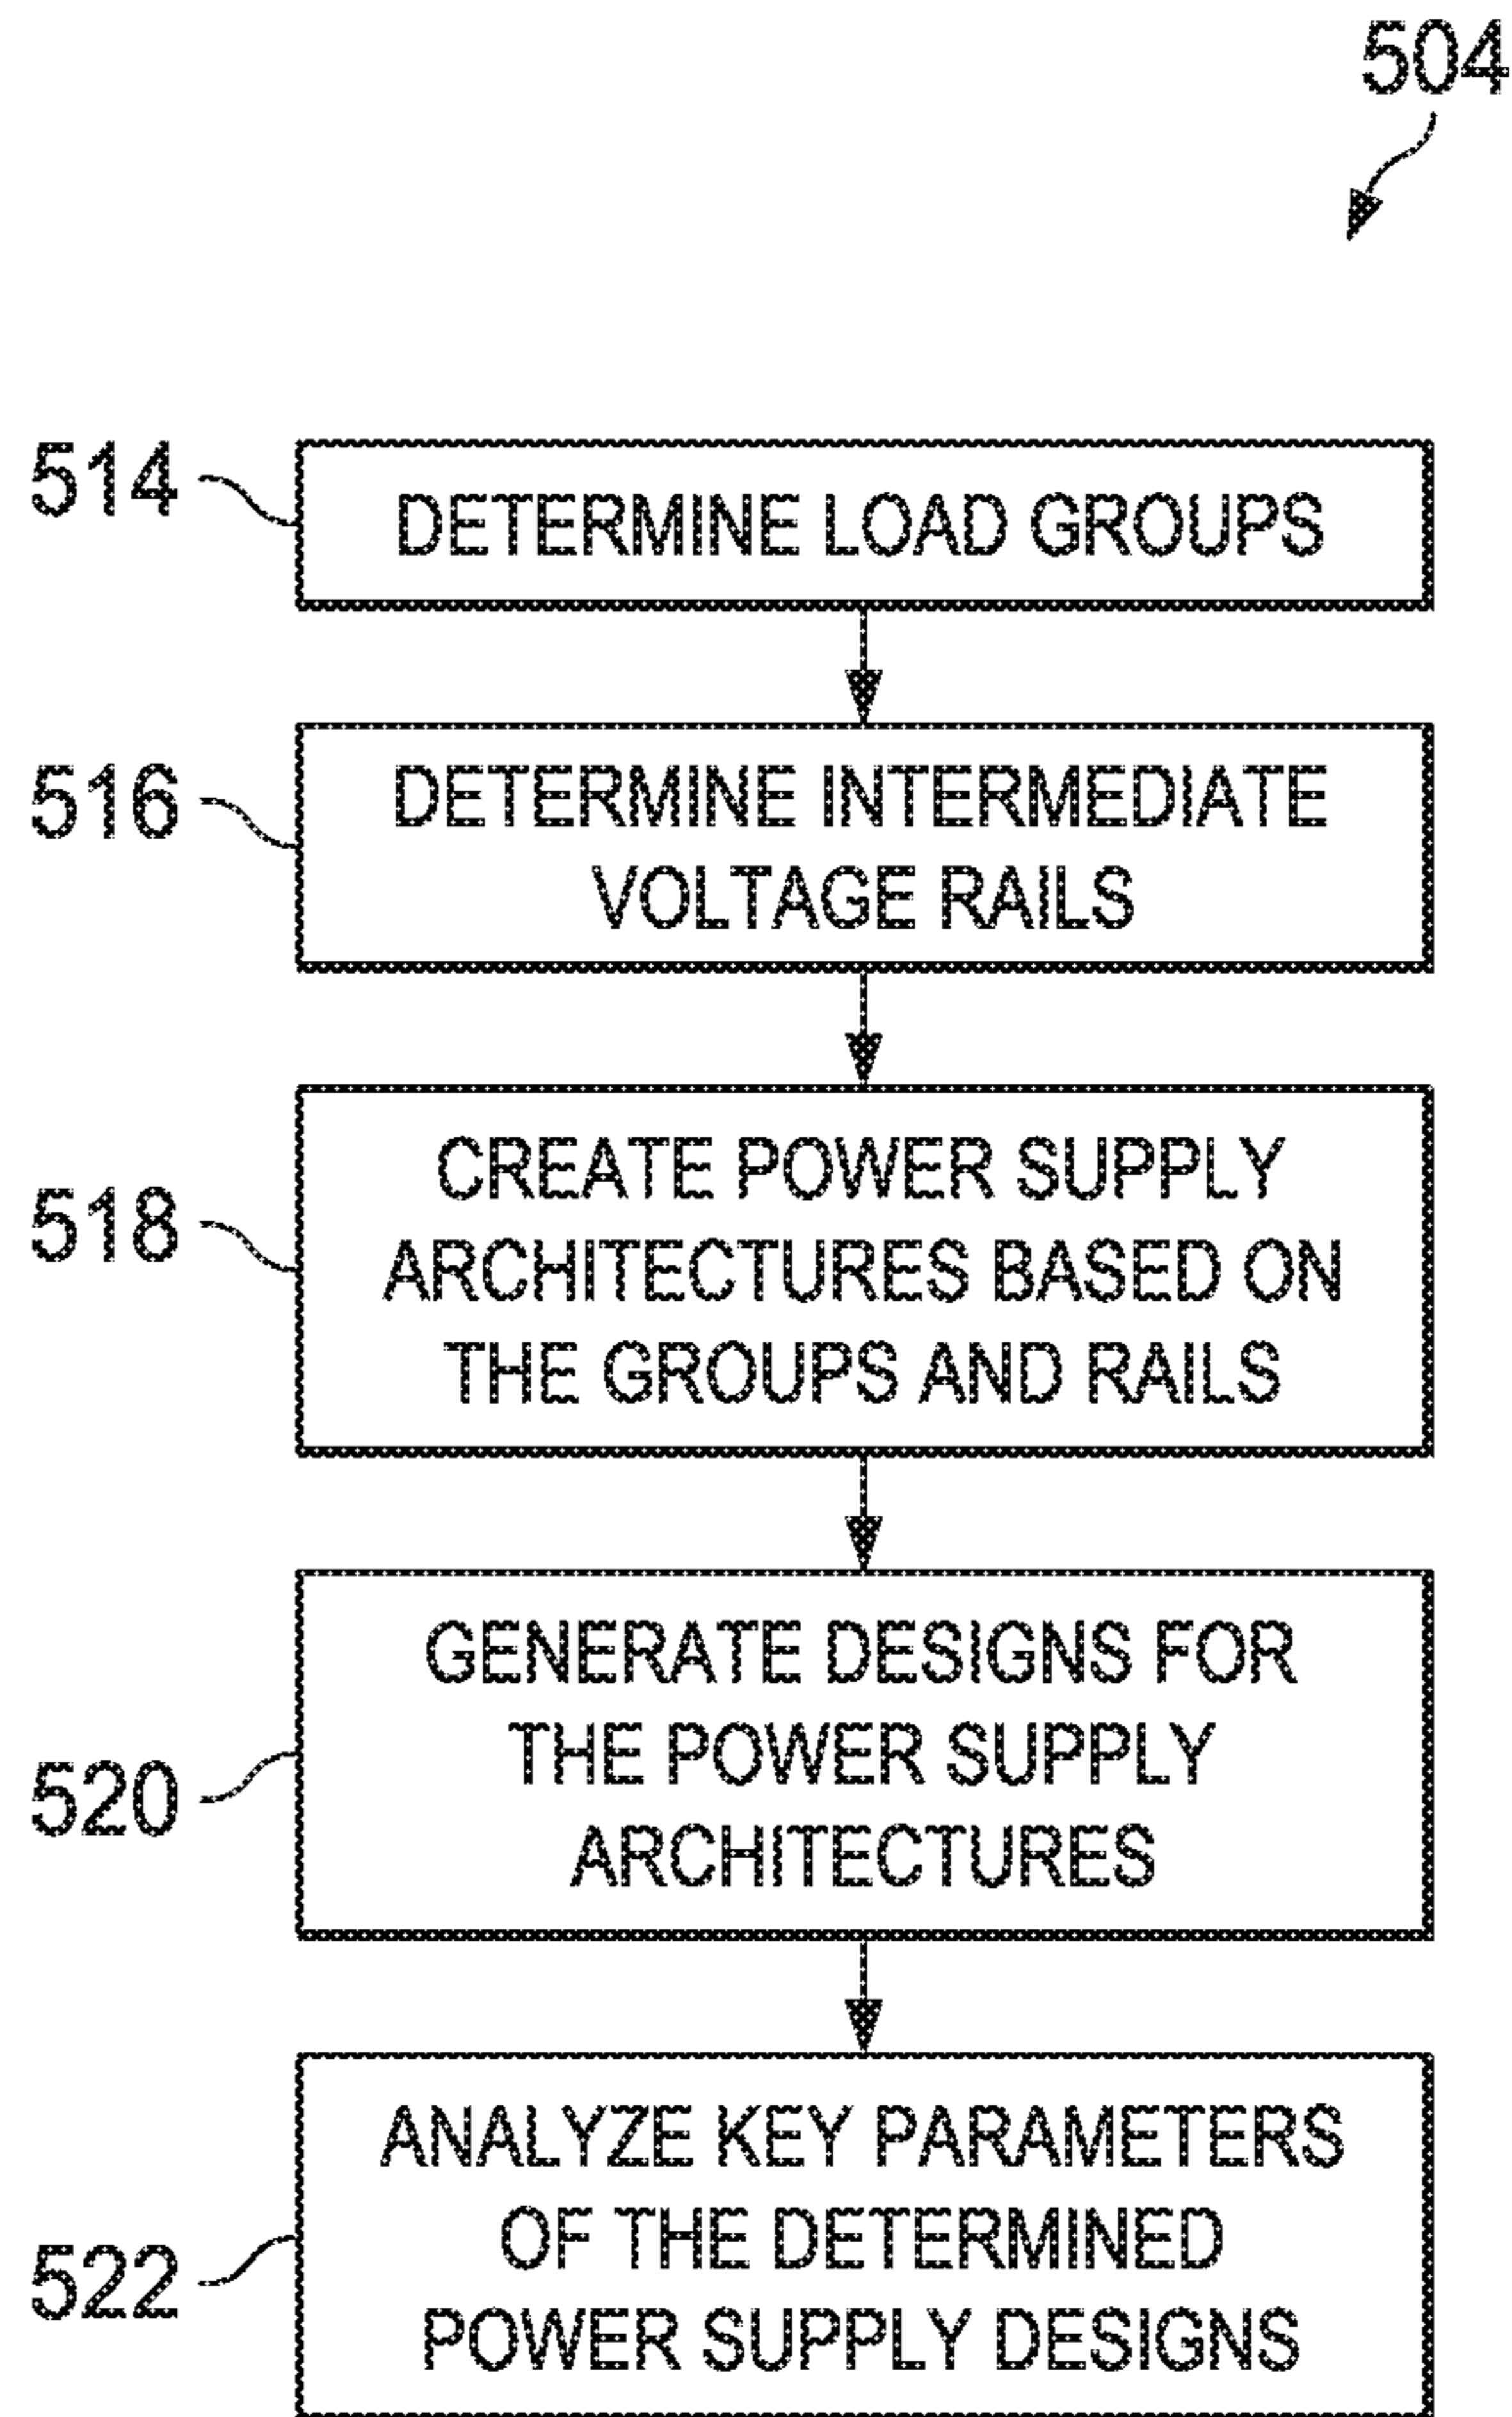 504
514
DETERMINE LOAD GROUPS
516
DETERMINE INTERMEDIATE
VOLTAGE RAILS
518
CREATE POWER SUPPLY
ARCHITECTURES BASED ON
THE GROUPS AND RAILS
520
GENERATE DESIGNS FOR
THE POWER SUPPLY
ARCHITECTURES
522
ANALYZE KEY PARAMETERS
OF THE DETERMINED
POWER SUPPLY DESIGNS